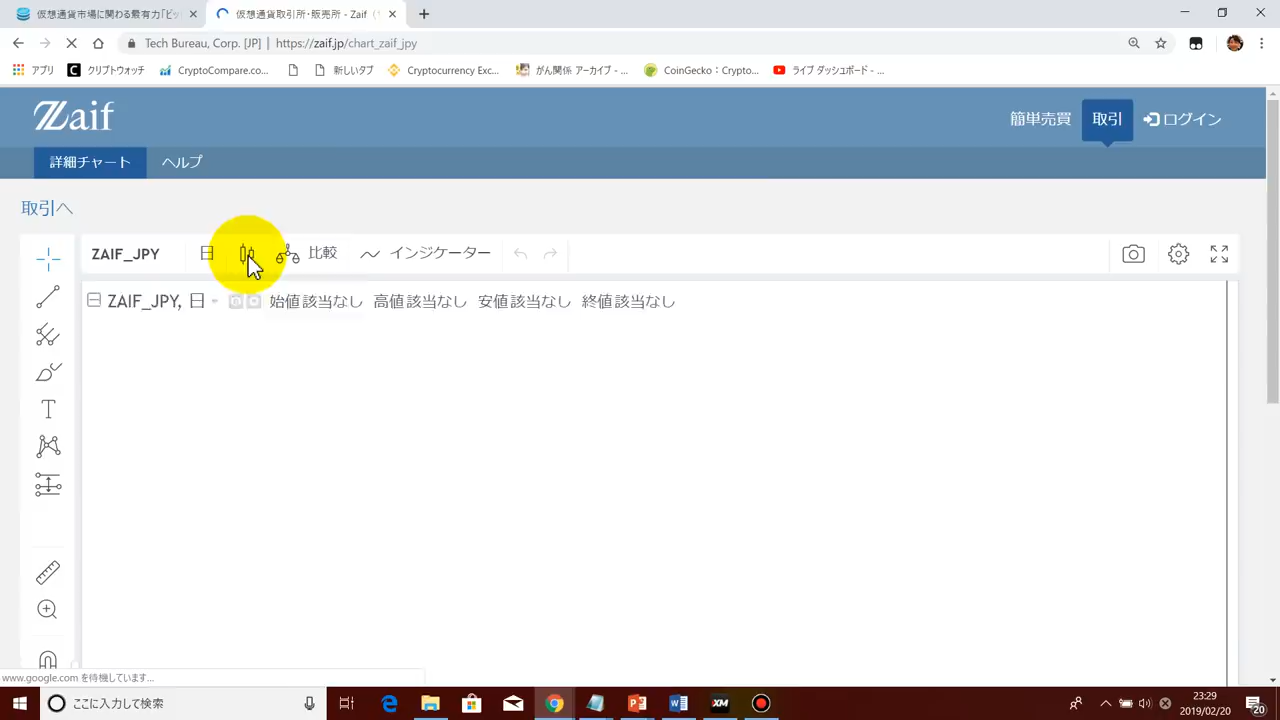 仮想通貨市場に関わる最有力「ビッ
仮想通貨取引所・販売所 - Zaif
Tech Bureau, Corp. [JP] | https://zaif.jp/chart_zaif_jpy
アプリ クリプトウォッチ CryptoCompare.co... 新しいタブ Cryptocurrency Exc... がん関係 アーカイブ - ... CoinGecko：Crypto... ライブ ダッシュボード - ...
Zaif 簡単売買 取引 ログイン
詳細チャート ヘルプ
取引へ
ZAIF_JPY 日 比較 インジケーター
ZAIF_JPY, 日 始値該当なし 高値該当なし 安値該当なし 終値該当なし
T
www.google.com を待機しています...
ここに入力して検索 XM 23:29
2019/02/20 20